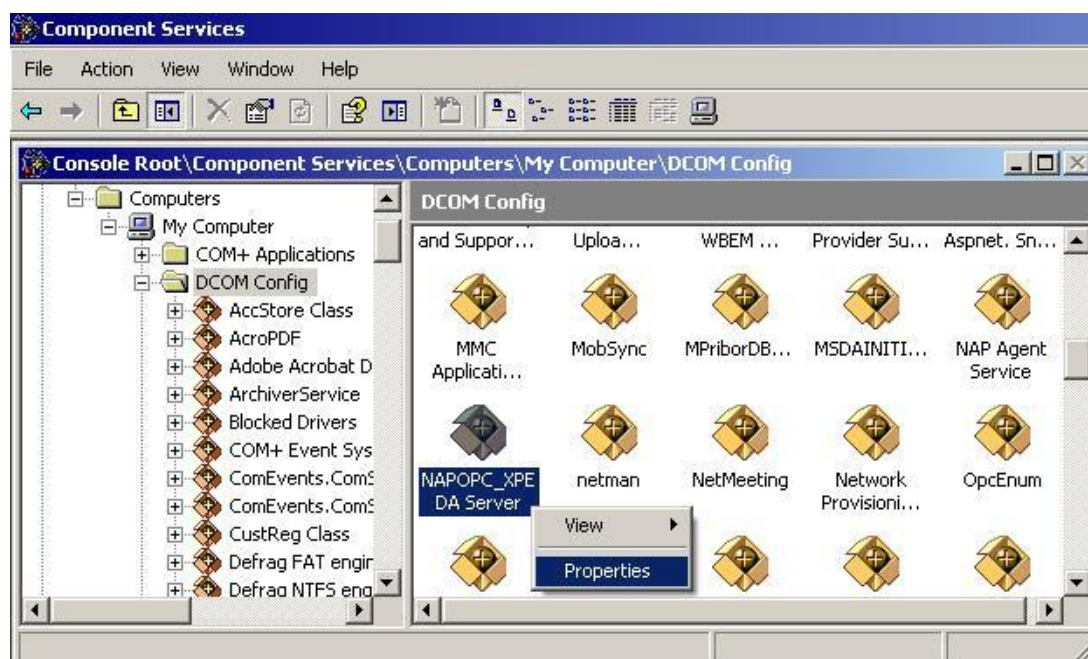 Component Services
File Action View Window Help
Console Root\Component Services\Computers\My Computer\DCOM Config
Computers
My Computer
COM+ Applications
DCOM Config
AccStore Class
AcroPDF
Adobe Acrobat D
ArchiverService
Blocked Drivers
COM+ Event Sys
ComEvents.ComS
ComEvents.ComS
CustReg Class
Defrag FAT engir
Defrag NTFS eng
DCOM Config
and Suppor... Uploa... WBEM ... Provider Su... Aspnet. Sn...
MMC Applicati... MobSync MPriborDB... MSDAINITI... NAP Agent Service
NAPOPC_XPE DA Server netman NetMeeting Network Provisioni... OpcEnum
View
Properties